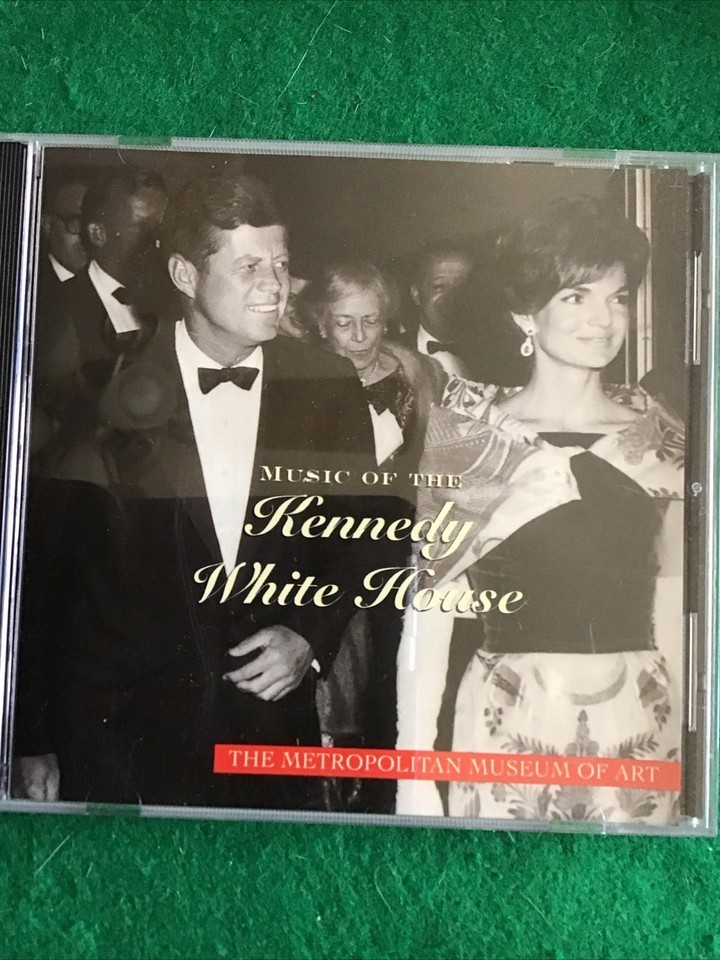 MUSIC OF THE
Kennedy
White House
THE METROPOLITAN MUSEUM OF ART